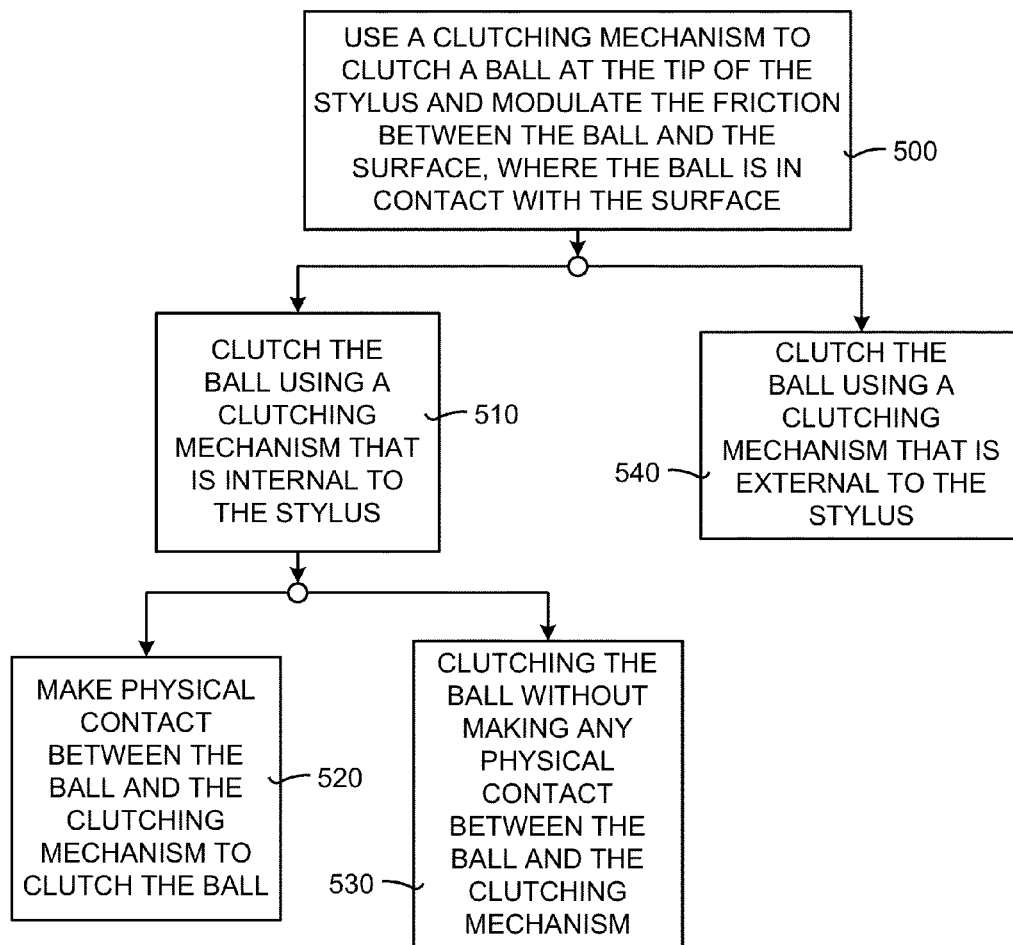 USE A CLUTCHING MECHANISM TO
CLUTCH A BALL AT THE TIP OF THE
STYLUS AND MODULATE THE FRICTION
BETWEEN THE BALL AND THE
SURFACE, WHERE THE BALL IS IN
CONTACT WITH THE SURFACE
500
CLUTCH THE
BALL USING A
CLUTCHING
MECHANISM THAT
IS INTERNAL TO
THE STYLUS
510
CLUTCH THE
BALL USING A
CLUTCHING
MECHANISM THAT IS
EXTERNAL TO THE
STYLUS
540
MAKE PHYSICAL
CONTACT
BETWEEN THE
BALL AND THE
CLUTCHING
MECHANISM TO
CLUTCH THE BALL
520
CLUTCHING THE
BALL WITHOUT
MAKING ANY
PHYSICAL
CONTACT
BETWEEN THE
BALL AND THE
CLUTCHING
MECHANISM
530